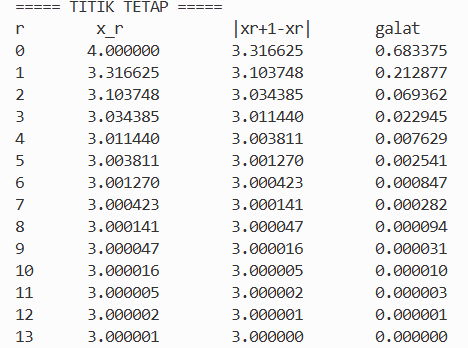 ===== TITIK TETAP =====
r x_r |xr+1-xr| galat
0 4.000000 3.316625 0.683375
1 3.316625 3.103748 0.212877
2 3.103748 3.034385 0.069362
3 3.034385 3.011440 0.022945
4 3.011440 3.003811 0.007629
5 3.003811 3.001270 0.002541
6 3.001270 3.000423 0.000847
7 3.000423 3.000141 0.000282
8 3.000141 3.000047 0.000094
9 3.000047 3.000016 0.000031
10 3.000016 3.000005 0.000010
11 3.000005 3.000002 0.000003
12 3.000002 3.000001 0.000001
13 3.000001 3.000000 0.000000